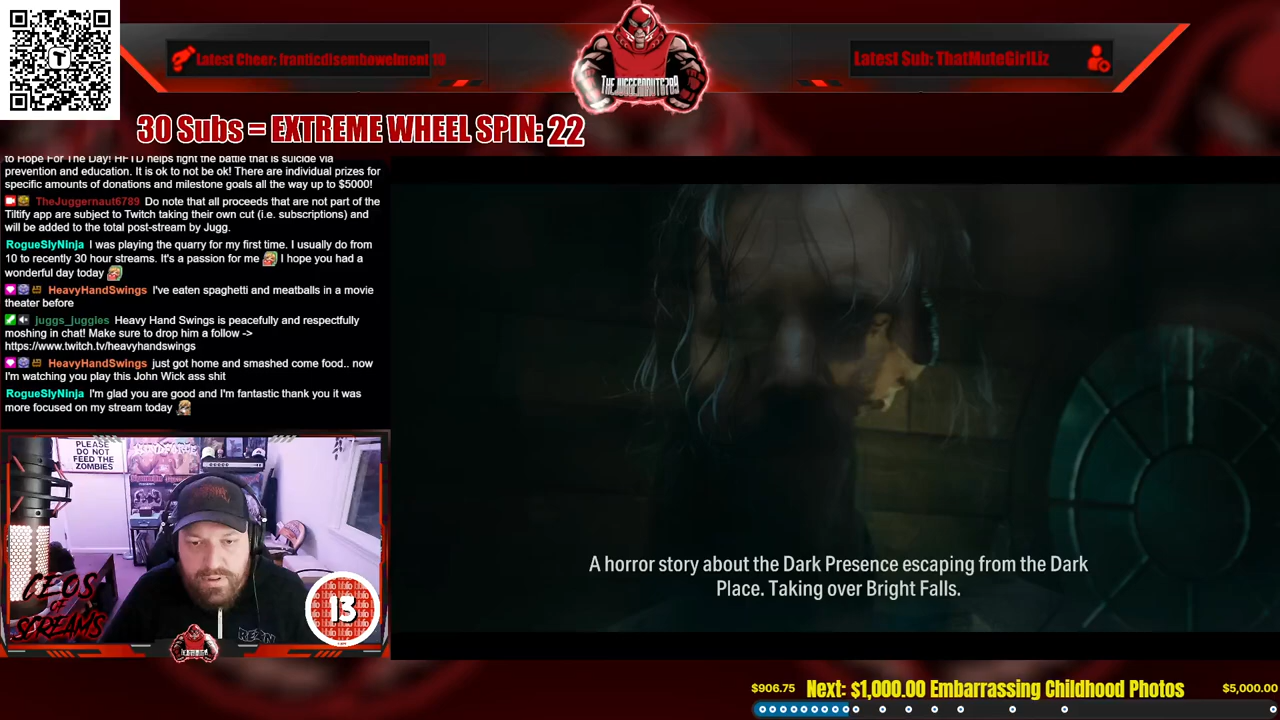 Latest Cheer: franticdisembowelment 10
THEJUGGERNAUT6789
Latest Sub: ThatMuteGirlLiz
30 Subs = EXTREME WHEEL SPIN: 22
to Hope For The Day! HFTD helps fight the battle that is suicide via
prevention and education. It is ok to not be ok! There are individual prizes for
specific amounts of donations and milestone goals all the way up to $5000!
TheJuggernaut6789 Do note that all proceeds that are not part of the
Tiltify app are subject to Twitch taking their own cut (i.e. subscriptions) and
will be added to the total post-stream by Jugg.
RogueSlyNinja I was playing the quarry for my first time. I usually do from
10 to recently 30 hour streams. It's a passion for me I hope you had a
wonderful day today
HeavyHandSwings I've eaten spaghetti and meatballs in a movie
theater before
juggs_juggies Heavy Hand Swings is peacefully and respectfully
moshing in chat! Make sure to drop him a follow ->
https://www.twitch.tv/heavyhandswings
HeavyHandSwings just got home and smashed come food.. now
I'm watching you play this John Wick ass shit
RogueSlyNinja I'm glad you are good and I'm fantastic thank you it was
more focused on my stream today
PLEASE
DO NOT
FEED THE
ZOMBIES
CEOS
OF
SCREAMS
13
A horror story about the Dark Presence escaping from the Dark
Place. Taking over Bright Falls.
$906.75 Next: $1,000.00 Embarrassing Childhood Photos $5,000.00